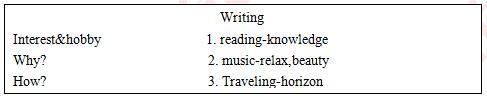 Writing
Interest&hobby 1. reading-knowledge
Why? 2. music-relax,beauty
How? 3. Traveling-horizon